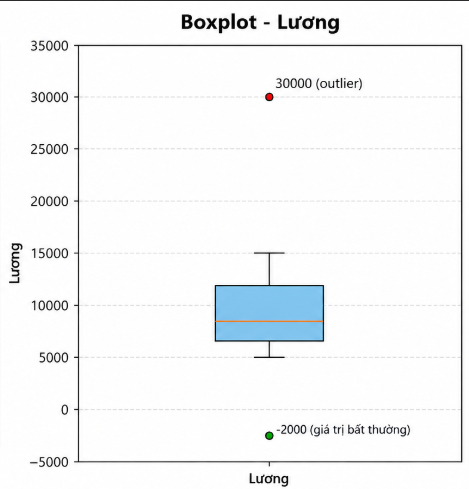 Boxplot - Lương
35000
30000 (outlier)
30000
25000
20000
15000
10000
5000
0
-2000 (giá trị bất thường)
−5000
Lương
Lương